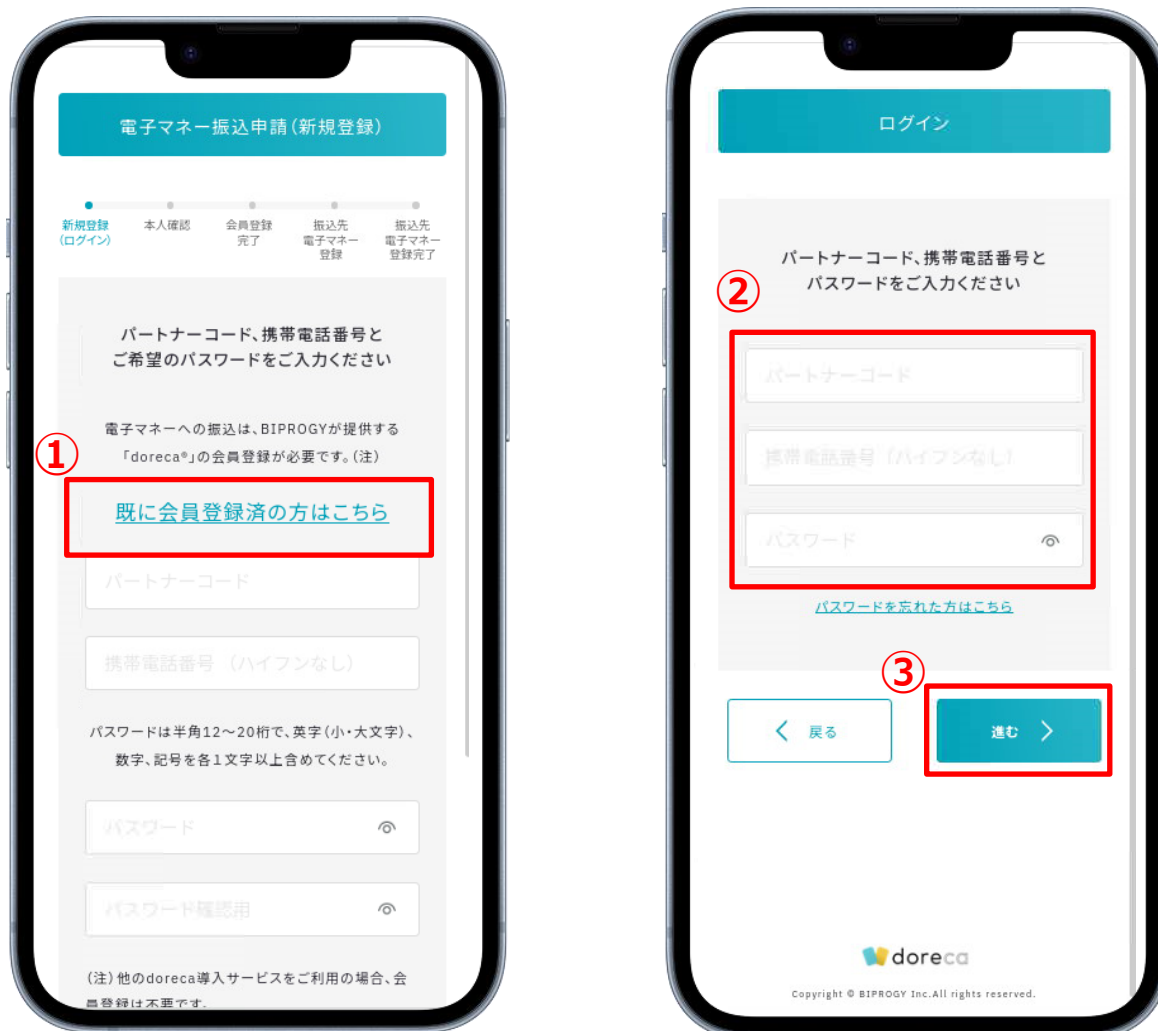 電子マネー振込申請(新規登録)
新規登録
(ログイン)
本人確認
会員登録
完了
振込先
電子マネー
登録
振込先
電子マネー
登録完了
パートナーコード、携帯電話番号と
ご希望のパスワードをご入力ください
電子マネーへの振込は、BIPROGYが提供する
「doreca®」の会員登録が必要です。(注)
①
既に会員登録済の方はこちら
パートナーコード
携帯電話番号 (ハイフンなし)
パスワードは半角12~20桁で、英字(小・大文字)、
数字、記号を各1文字以上含めてください。
パスワード
パスワード確認用
(注)他のdoreca導入サービスをご利用の場合、会
員登録は不要です。
ログイン
パートナーコード、携帯電話番号と
パスワードをご入力ください
②
パートナーコード
携帯電話番号 (ハイフンなし)
パスワード
パスワードを忘れた方はこちら
③
戻る
進む
doreca
Copyright © BIPROGY Inc.All rights reserved.